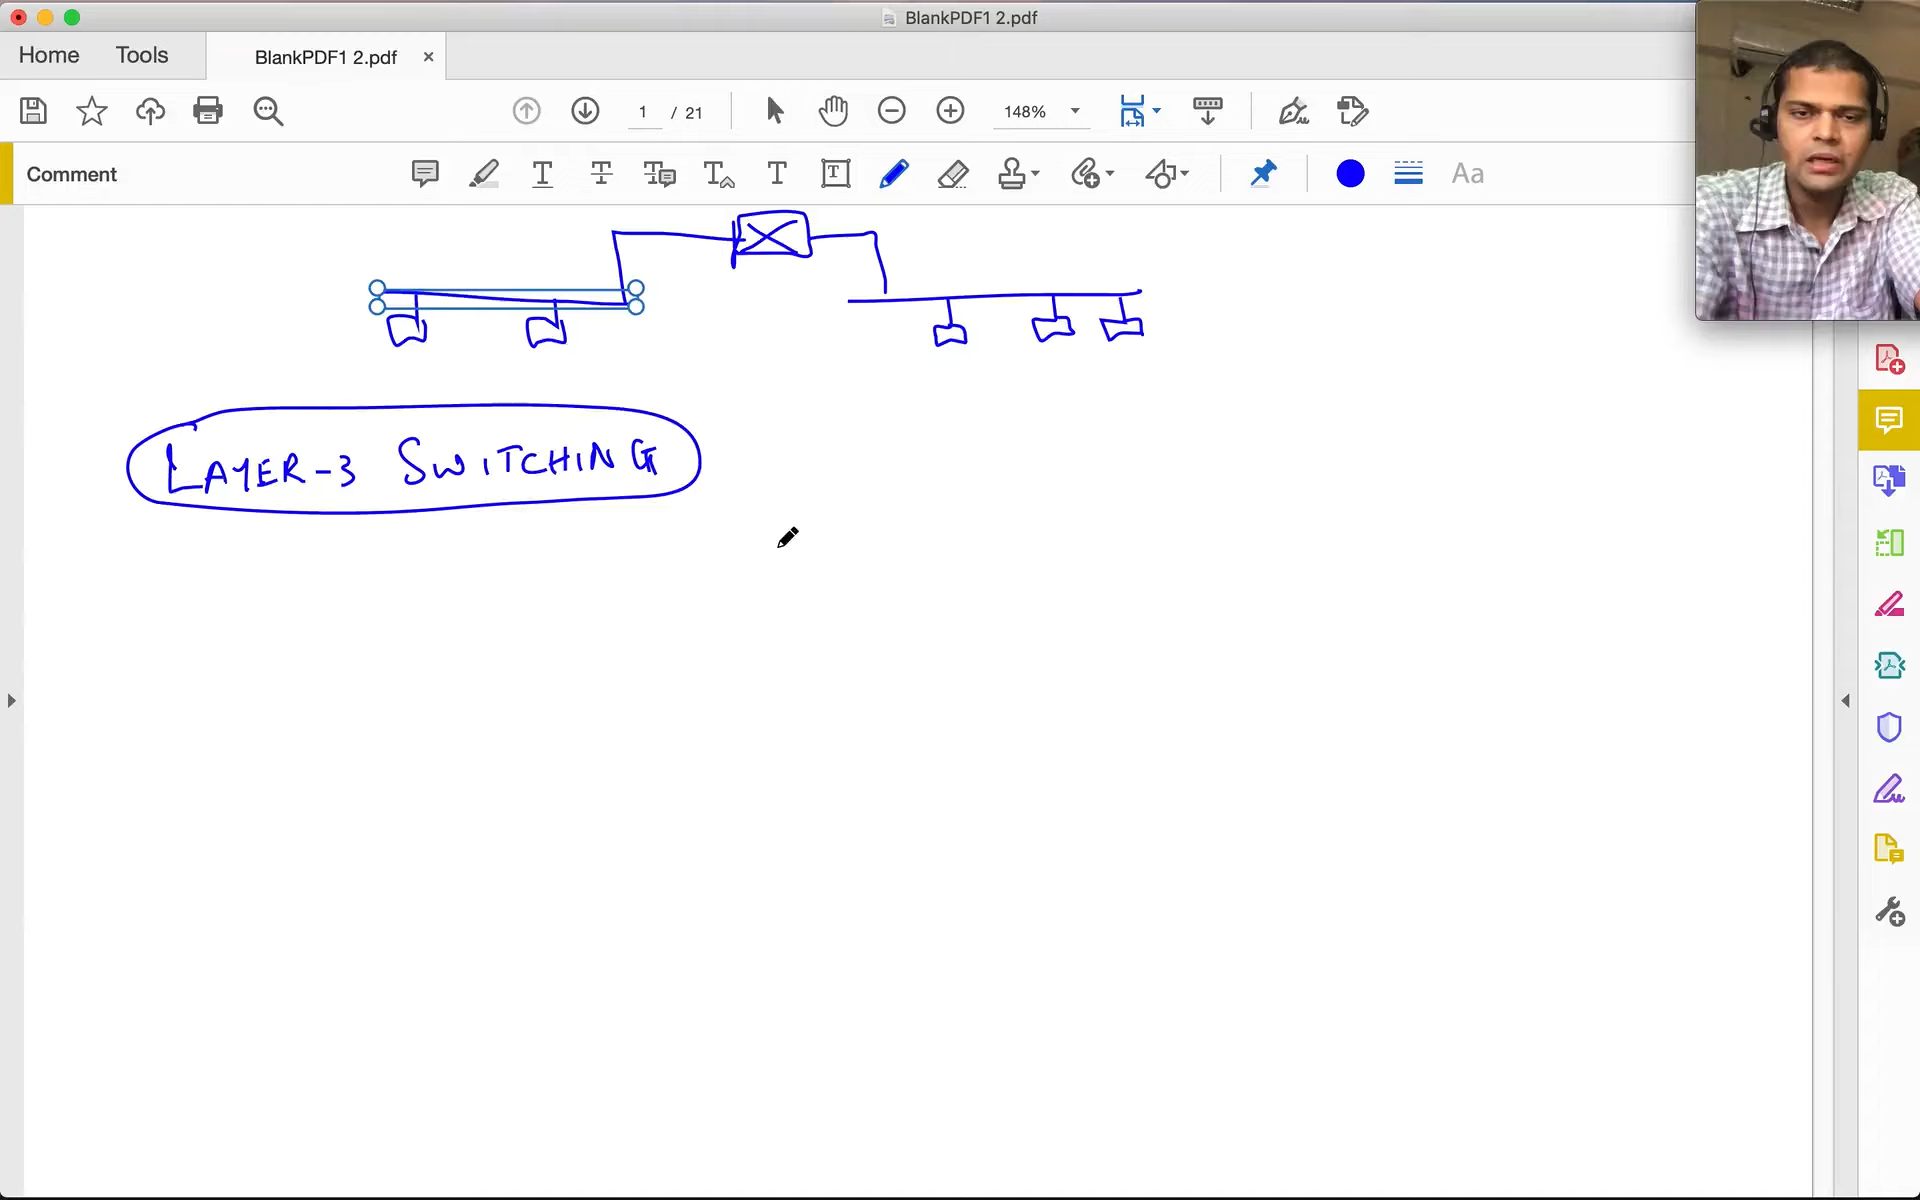 BlankPDF1 2.pdf
Home Tools BlankPDF1 2.pdf ×
1 / 21 148%
Comment Aa
LAYER-3 SWITCHING